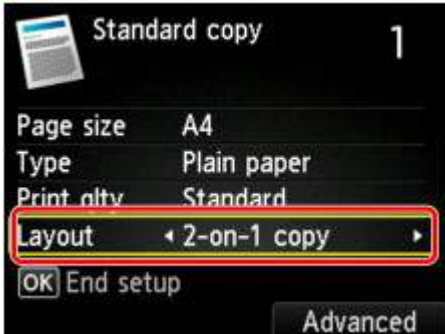 Standard copy 1
Page size A4
Type Plain paper
Print qlty Standard
Layout 2-on-1 copy
OK End setup
Advanced